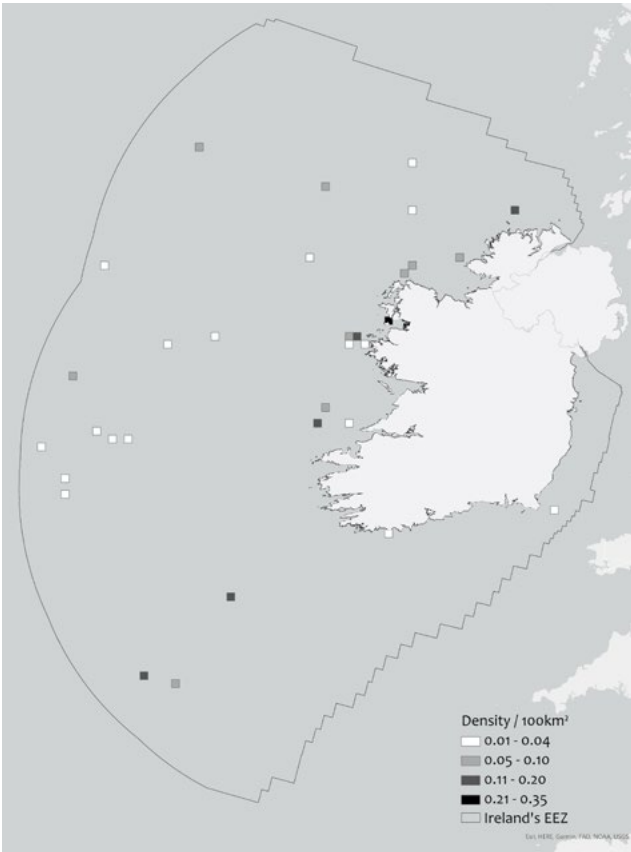 Density / 100km²
0.01 - 0.04
0.05 - 0.10
0.11 - 0.20
0.21 - 0.35
Ireland's EEZ
Esri, HERE, Garmin, FAO, NOAA, USGS